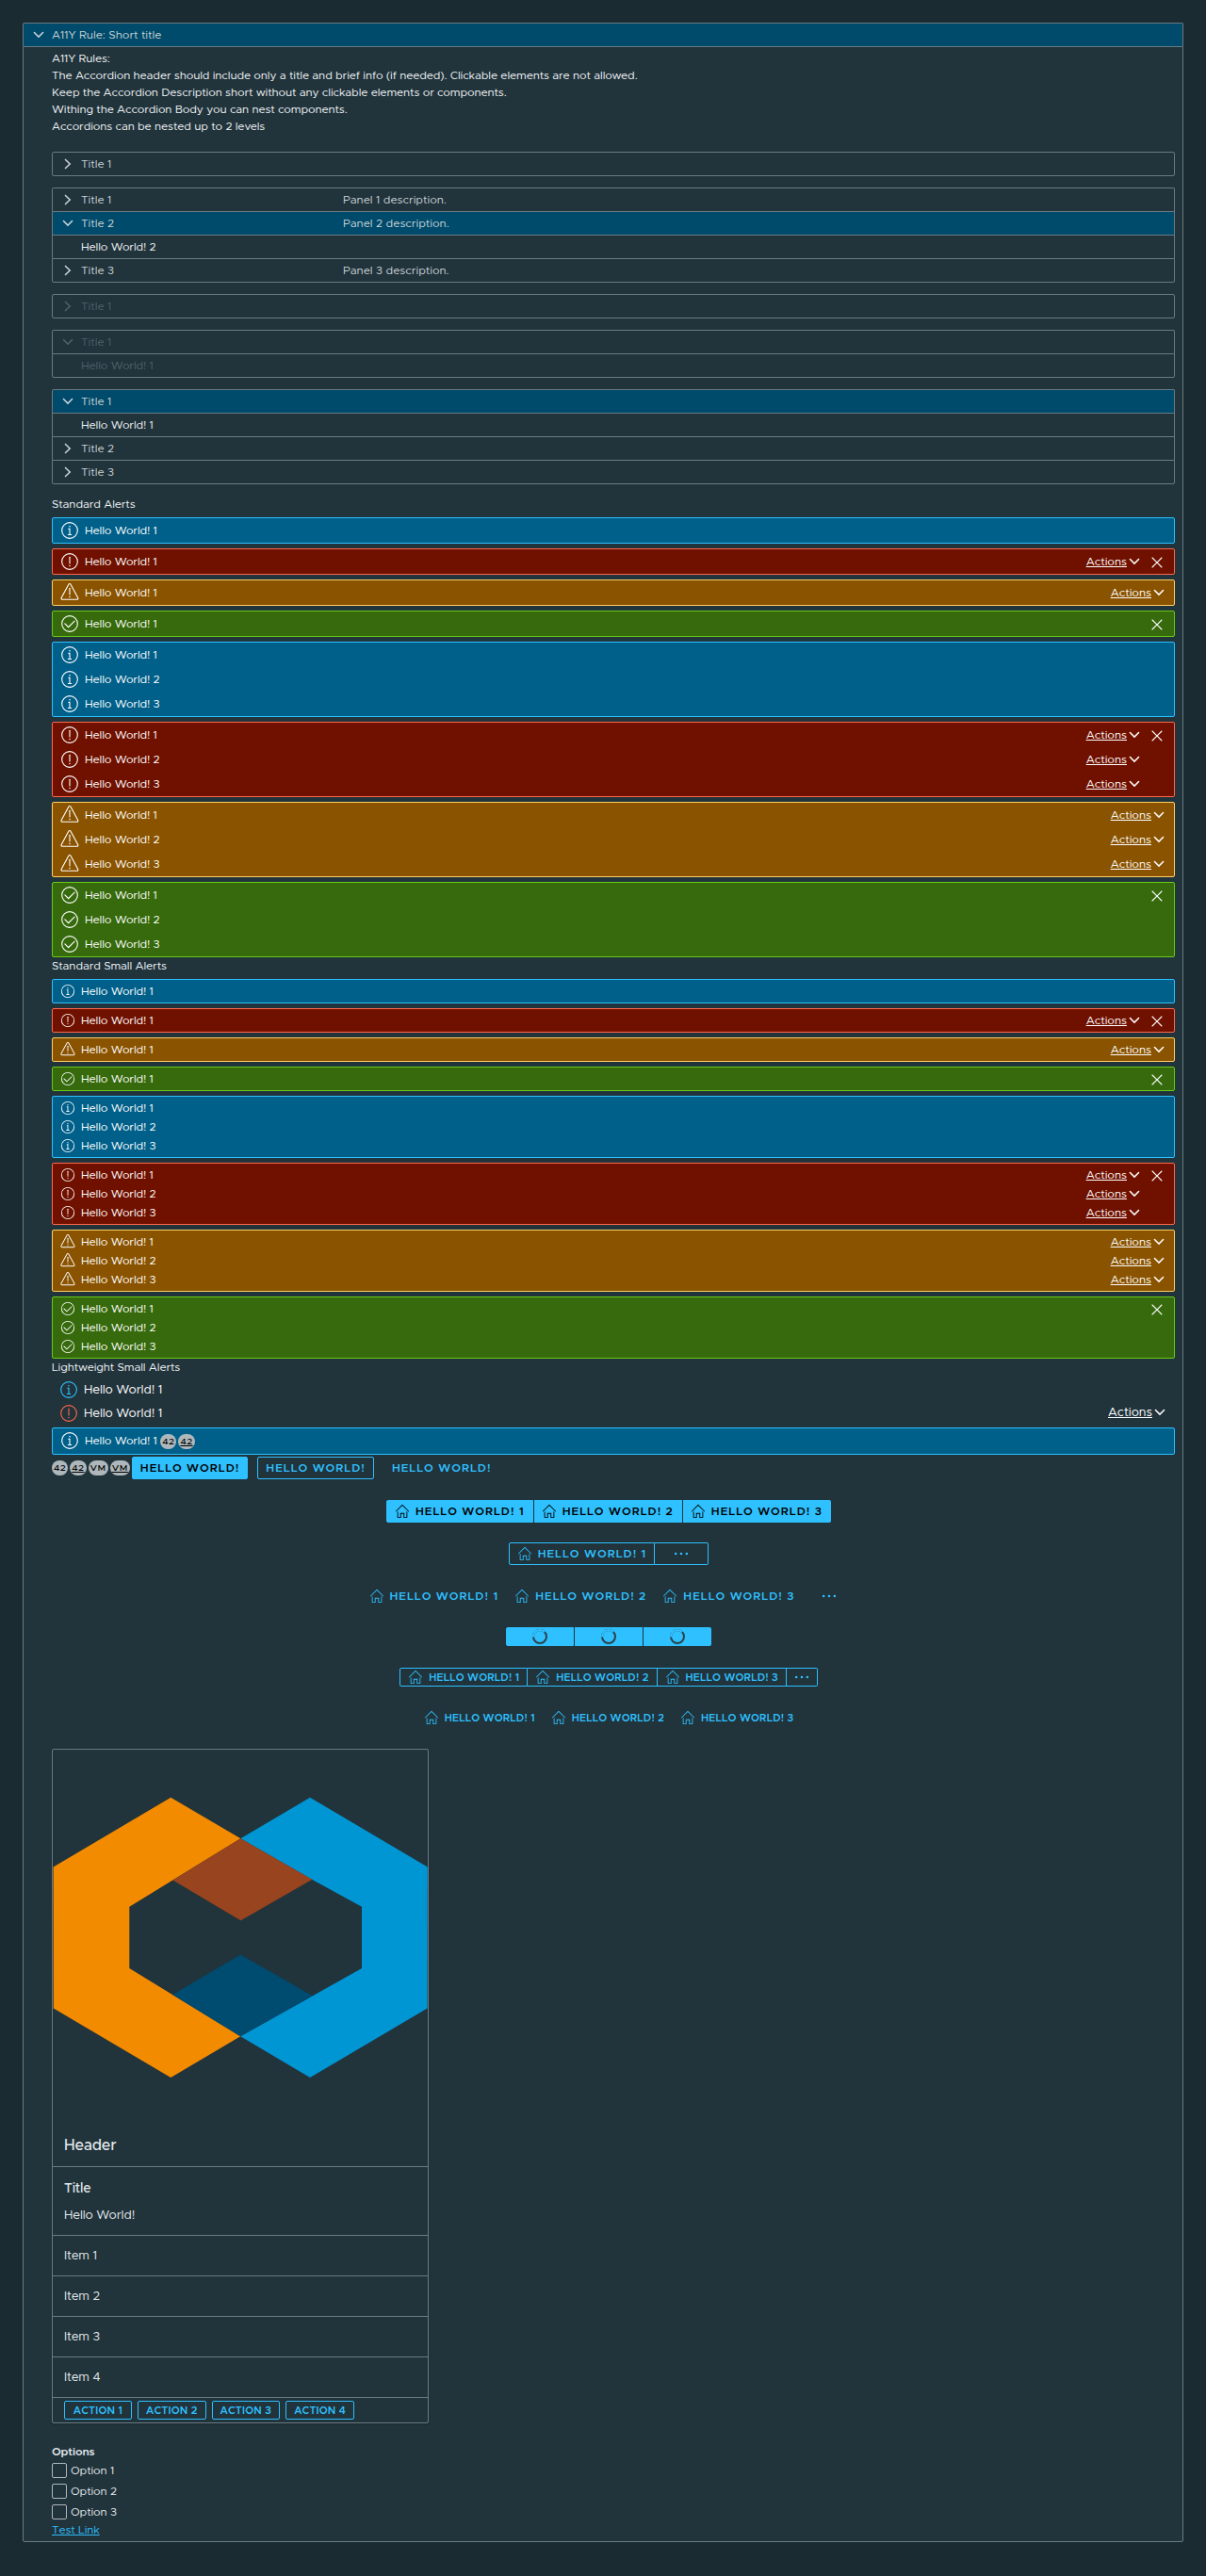 A11Y Rule: Short title
A11Y Rules:
The Accordion header should include only a title and brief info (if needed). Clickable elements are not allowed.
Keep the Accordion Description short without any clickable elements or components.
Withing the Accordion Body you can nest components.
Accordions can be nested up to 2 levels
Title 1
Title 1 Panel 1 description.
Title 2 Panel 2 description.
Hello World! 2
Title 3 Panel 3 description.
Title 1
Title 1
Hello World! 1
Title 1
Hello World! 1
Title 2
Title 3
Standard Alerts
Hello World! 1
Hello World! 1 Actions
Hello World! 1 Actions
Hello World! 1
Hello World! 1
Hello World! 2
Hello World! 3
Hello World! 1 Actions
Hello World! 2 Actions
Hello World! 3 Actions
Hello World! 1 Actions
Hello World! 2 Actions
Hello World! 3 Actions
Hello World! 1
Hello World! 2
Hello World! 3
Standard Small Alerts
Hello World! 1
Hello World! 1 Actions
Hello World! 1 Actions
Hello World! 1
Hello World! 1
Hello World! 2
Hello World! 3
Hello World! 1 Actions
Hello World! 2 Actions
Hello World! 3 Actions
Hello World! 1 Actions
Hello World! 2 Actions
Hello World! 3 Actions
Hello World! 1
Hello World! 2
Hello World! 3
Lightweight Small Alerts
Hello World! 1
Hello World! 1 Actions
Hello World! 1 42 42
42 42 VM VM HELLO WORLD! HELLO WORLD! HELLO WORLD!
HELLO WORLD! 1 HELLO WORLD! 2 HELLO WORLD! 3
HELLO WORLD! 1 ...
HELLO WORLD! 1 HELLO WORLD! 2 HELLO WORLD! 3 ...
HELLO WORLD! 1 HELLO WORLD! 2 HELLO WORLD! 3 ...
HELLO WORLD! 1 HELLO WORLD! 2 HELLO WORLD! 3
Header
Title
Hello World!
Item 1
Item 2
Item 3
Item 4
ACTION 1 ACTION 2 ACTION 3 ACTION 4
Options
Option 1
Option 2
Option 3
Test Link